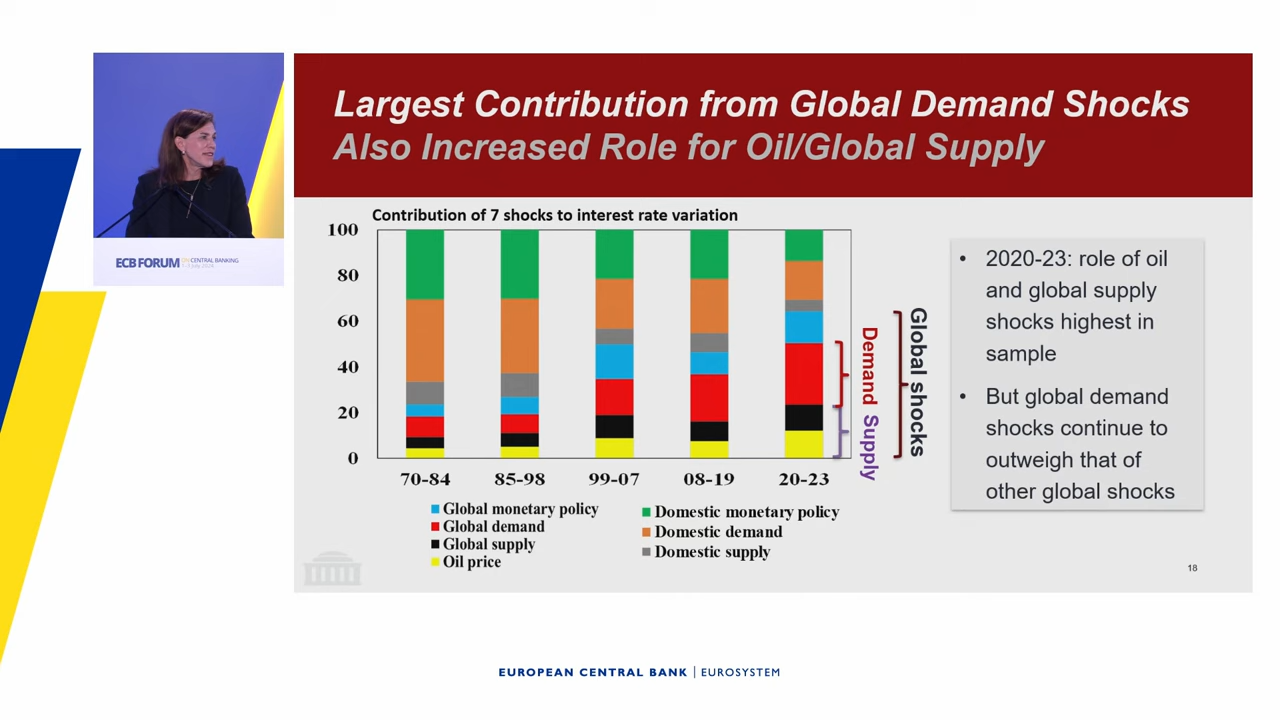 Largest Contribution from Global Demand Shocks
Also Increased Role for Oil/Global Supply
ECB FORUM ON CENTRAL BANKING
Contribution of 7 shocks to interest rate variation
100
80
60
40
20
0
70-84
85-98
99-07
08-19
20-23
Demand
Supply
Global shocks
Global monetary policy
Global demand
Global supply
Oil price
Domestic monetary policy
Domestic demand
Domestic supply
• 2020-23: role of oil
and global supply
shocks highest in
sample
• But global demand
shocks continue to
outweigh that of
other global shocks
18
EUROPEAN CENTRAL BANK | EUROSYSTEM